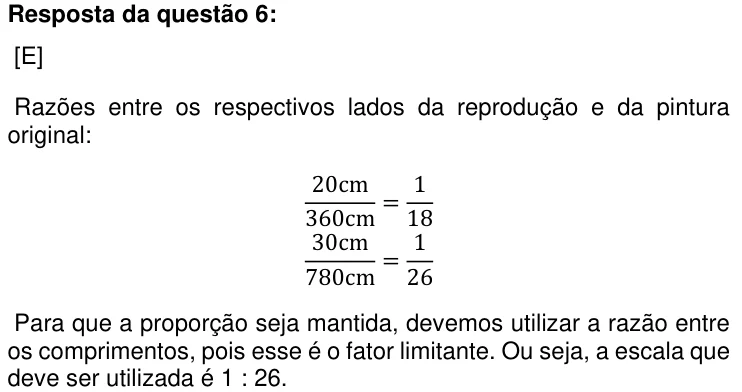 Resposta da questão 6:
[E]
Razões entre os respectivos lados da reprodução e da pintura
original:
20cm/360cm = 1/18
30cm/780cm = 1/26
Para que a proporção seja mantida, devemos utilizar a razão entre
os comprimentos, pois esse é o fator limitante. Ou seja, a escala que
deve ser utilizada é 1 : 26.